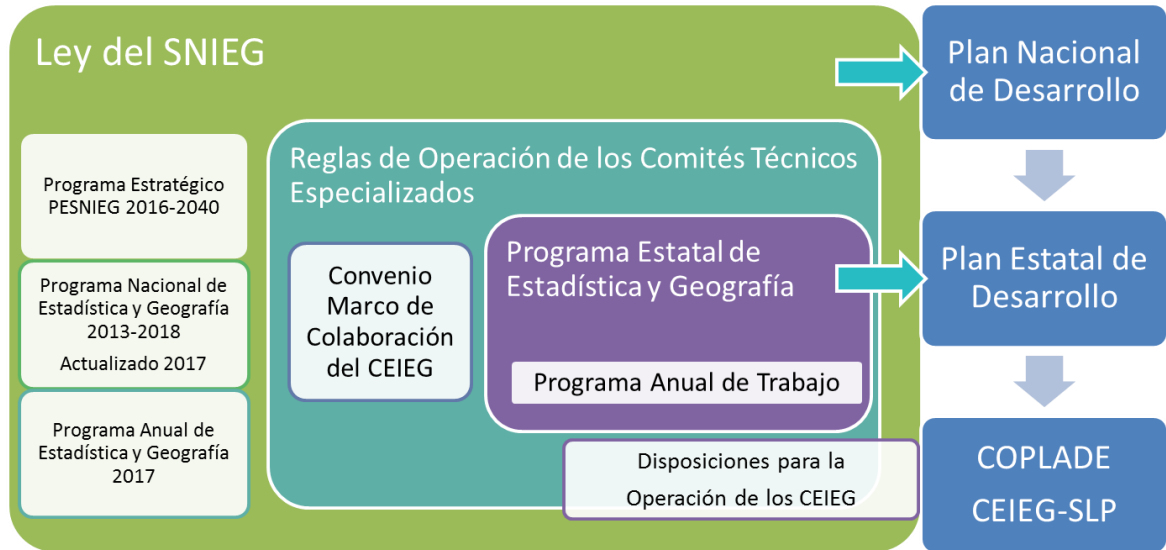 Ley del SNIEG
Programa Estratégico
PESNIEG 2016-2040
Programa Nacional de
Estadística y Geografía
2013-2018
Actualizado 2017
Programa Anual de
Estadística y Geografía
2017
Reglas de Operación de los Comités Técnicos
Especializados
Convenio
Marco de
Colaboración
del CEIEG
Programa Estatal de
Estadística y Geografía
Programa Anual de Trabajo
Disposiciones para la
Operación de los CEIEG
Plan Nacional
de Desarrollo
Plan Estatal de
Desarrollo
COPLADE
CEIEG-SLP